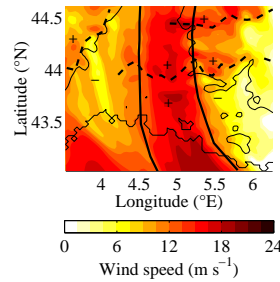 44.5
44
43.5
Latitude (°N)
+
+
+
−
+
−
4 4.5 5 5.5 6
Longitude (°E)
0 6 12 18 24
Wind speed (m s⁻¹)